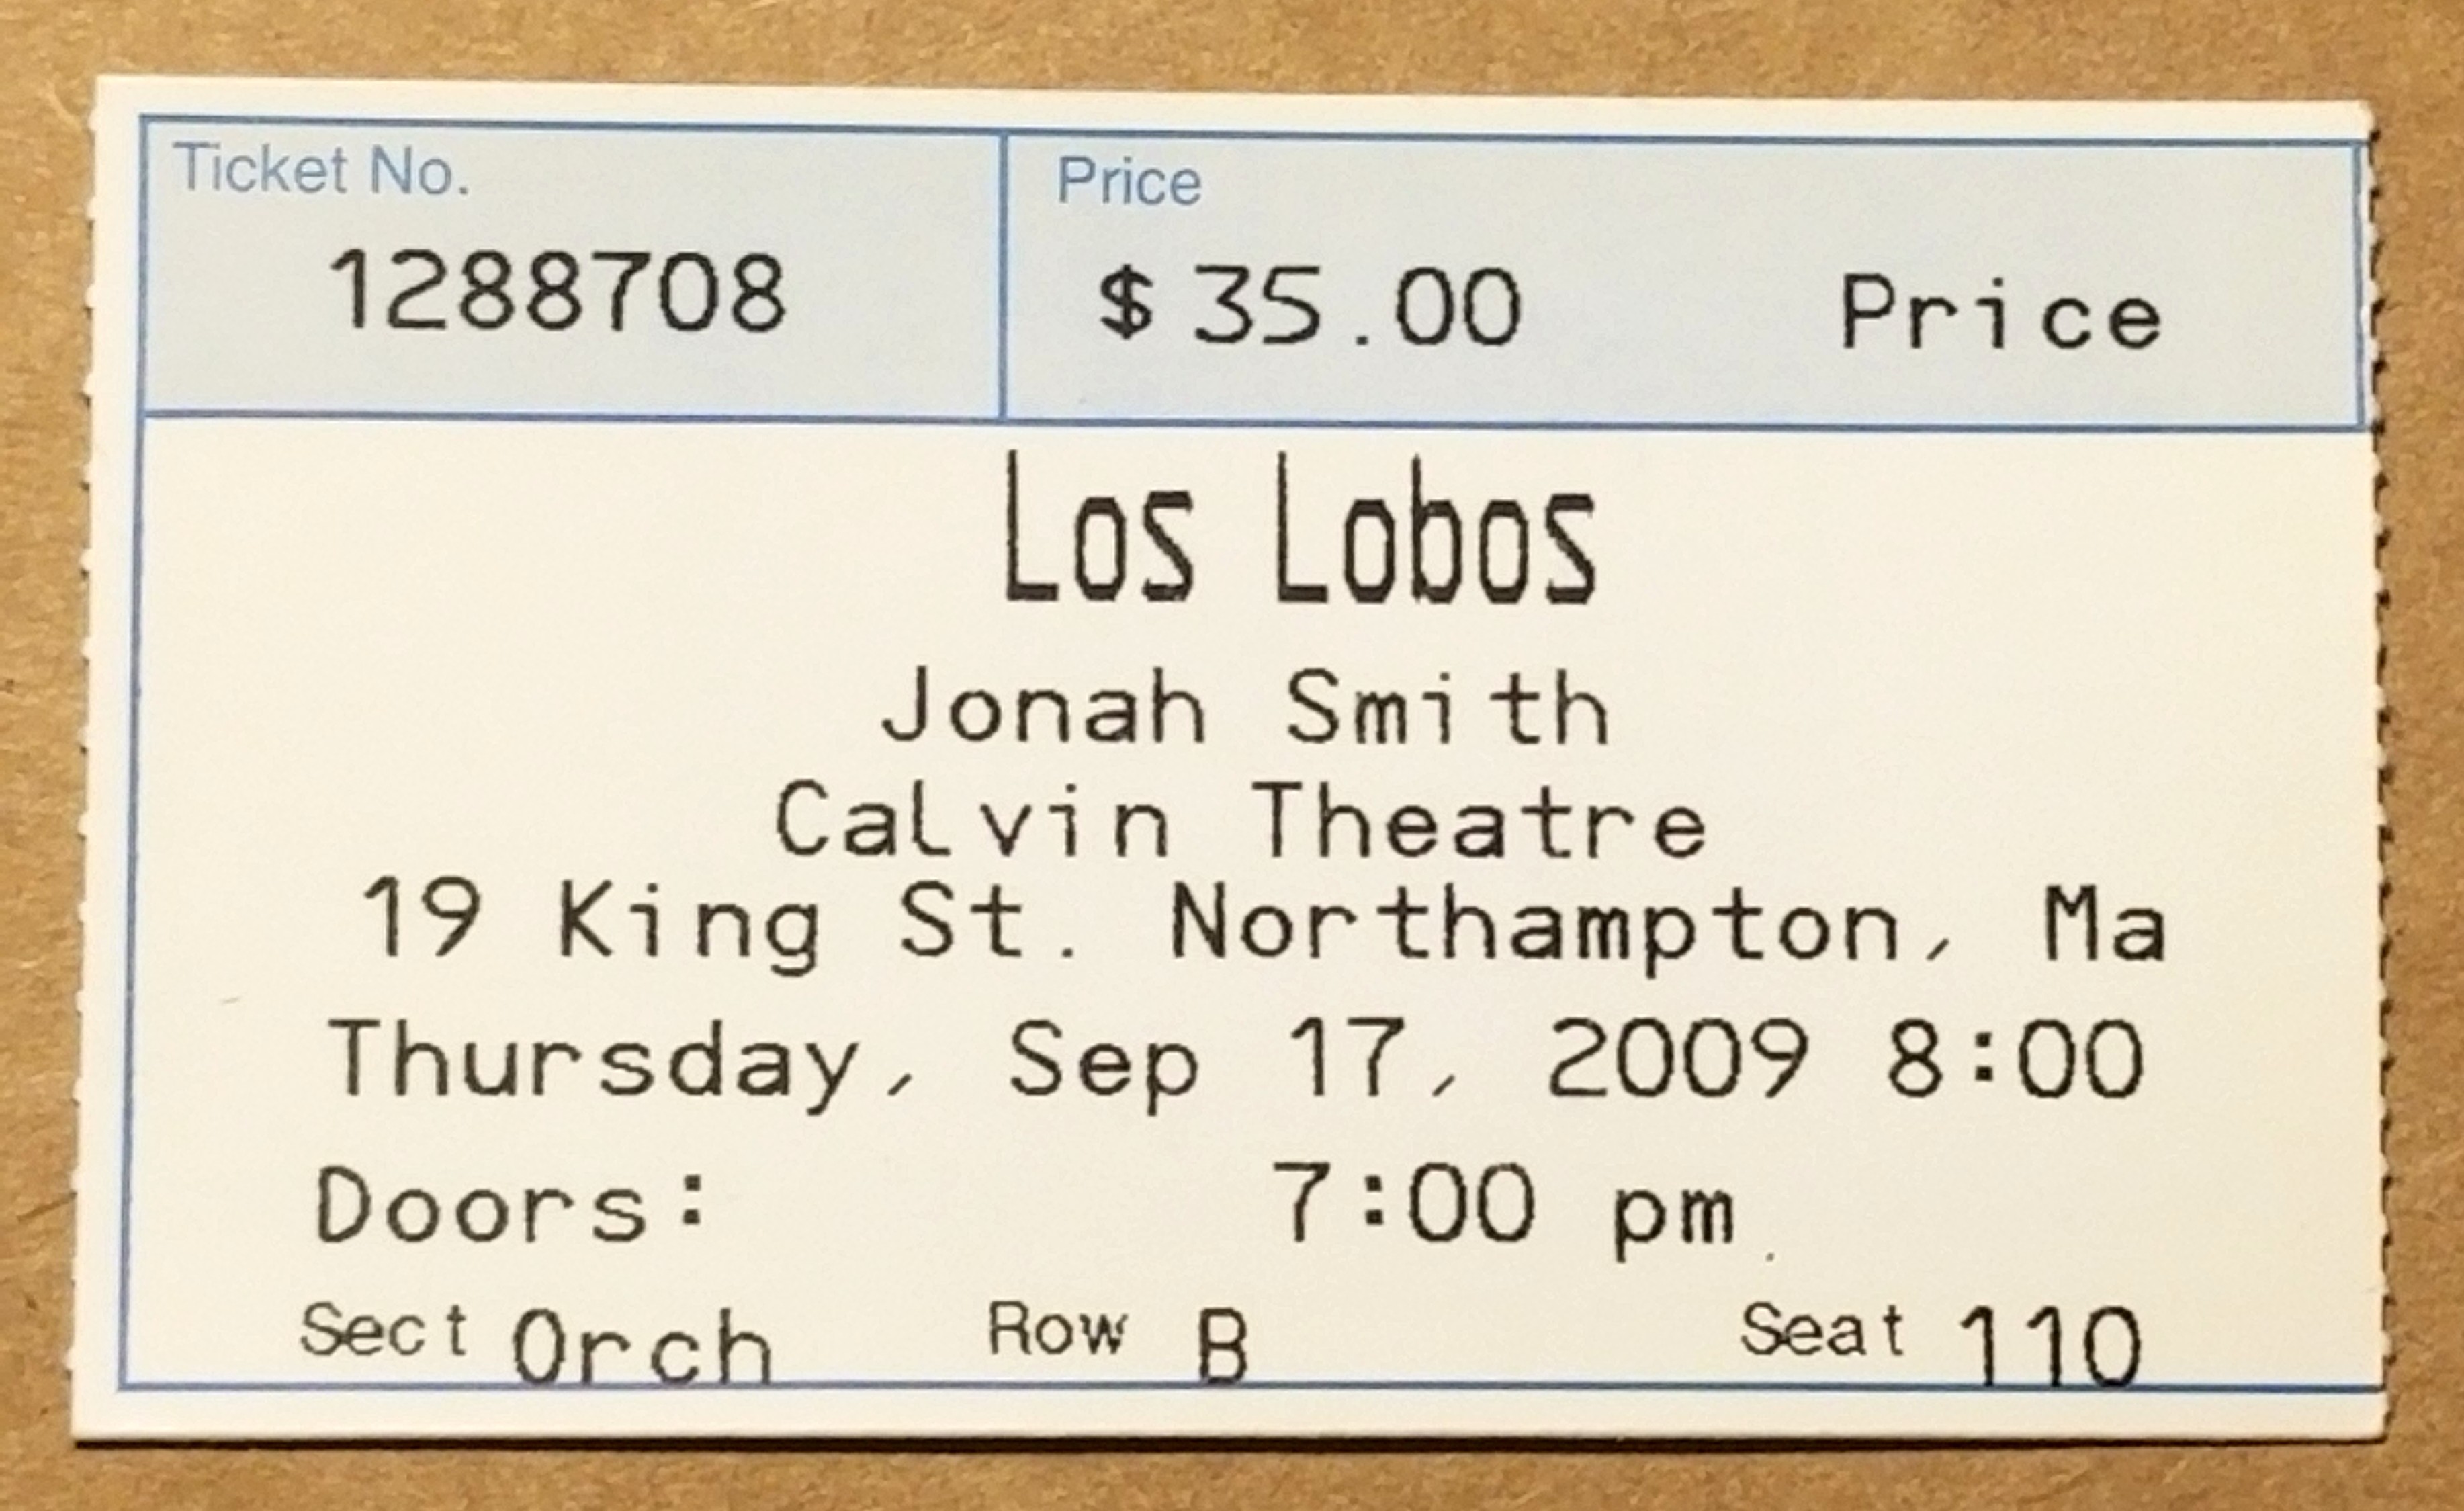 Ticket No. Price
1288708 $ 35.00 Price
Los Lobos
Jonah Smith
Calvin Theatre
19 King St. Northampton, Ma
Thursday, Sep 17, 2009 8:00
Doors: 7:00 pm
Sect Orch Row B Seat 110